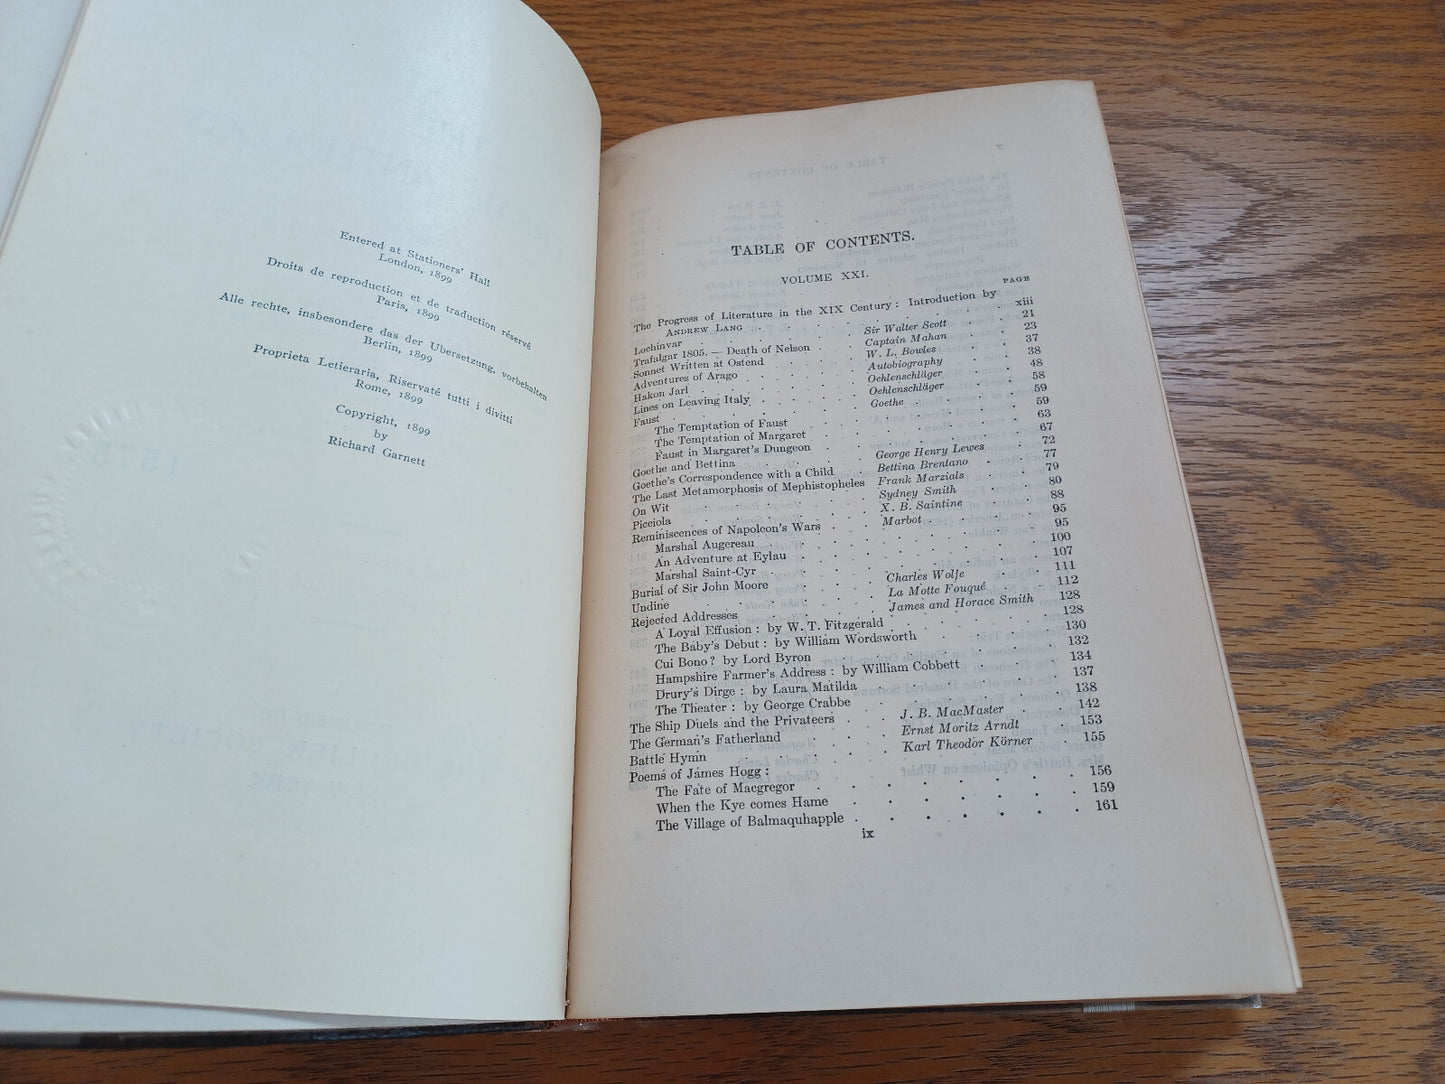 Entered at Stationers' Hall
London, 1899
Droits de reproduction et de traduction réservé
Paris, 1899
Alle rechte, insbesondere das der Übersetzung, vorbehalten
Berlin, 1899
Proprieta Letieraria, Riservaté tutti i divitti
Rome, 1899
Copyright, 1899
by
Richard Garnett
TABLE OF CONTENTS.
VOLUME XXI.
PAGE
The Progress of Literature in the XIX Century : Introduction by
ANDREW LANG . . . . . . . xiii
Lochinvar . . . . Sir Walter Scott . . 21
Trafalgar 1805. — Death of Nelson . Captain Mahan . . 23
Sonnet Written at Ostend . . W. L. Bowles . . 37
Adventures of Arago . . . Autobiography . . 38
Hakon Jarl . . . . Oehlenschläger . . 48
Lines on Leaving Italy . . . Oehlenschläger . . 58
Faust . . . . . Goethe . . . 59
The Temptation of Faust . . . . . . 59
The Temptation of Margaret . . . . . . 63
Faust in Margaret's Dungeon . . . . . . 67
Goethe and Bettina . . . George Henry Lewes . 72
Goethe's Correspondence with a Child . Bettina Brentano . 77
The Last Metamorphosis of Mephistopheles Frank Marzials . . 79
On Wit . . . . . Sydney Smith . . 80
Picciola . . . . . X. B. Saintine . . 88
Reminiscences of Napoleon's Wars . . Marbot . . . 95
Marshal Augereau . . . . . . 95
An Adventure at Eylau . . . . . . 100
Marshal Saint-Cyr . . . . . . 107
Burial of Sir John Moore . . . Charles Wolfe . . 111
Undine . . . . . La Motte Fouqué . . 112
Rejected Addresses . . . . James and Horace Smith . 128
A Loyal Effusion : by W. T. Fitzgerald . . . . 128
The Baby's Debut : by William Wordsworth . . . . 130
Cui Bono? by Lord Byron . . . . . 132
Hampshire Farmer's Address : by William Cobbett . . . 134
Drury's Dirge : by Laura Matilda . . . . . 137
The Theater : by George Crabbe . . . . . 138
The Ship Duels and the Privateers . . J. B. MacMaster . . 142
The German's Fatherland . . . Ernst Moritz Arndt . 153
Battle Hymn . . . . Karl Theodor Körner . 155
Poems of James Hogg :
The Fate of Macgregor . . . . . . . 156
When the Kye comes Hame . . . . . . . 159
The Village of Balmaquhapple . . . . . . . 161
ix